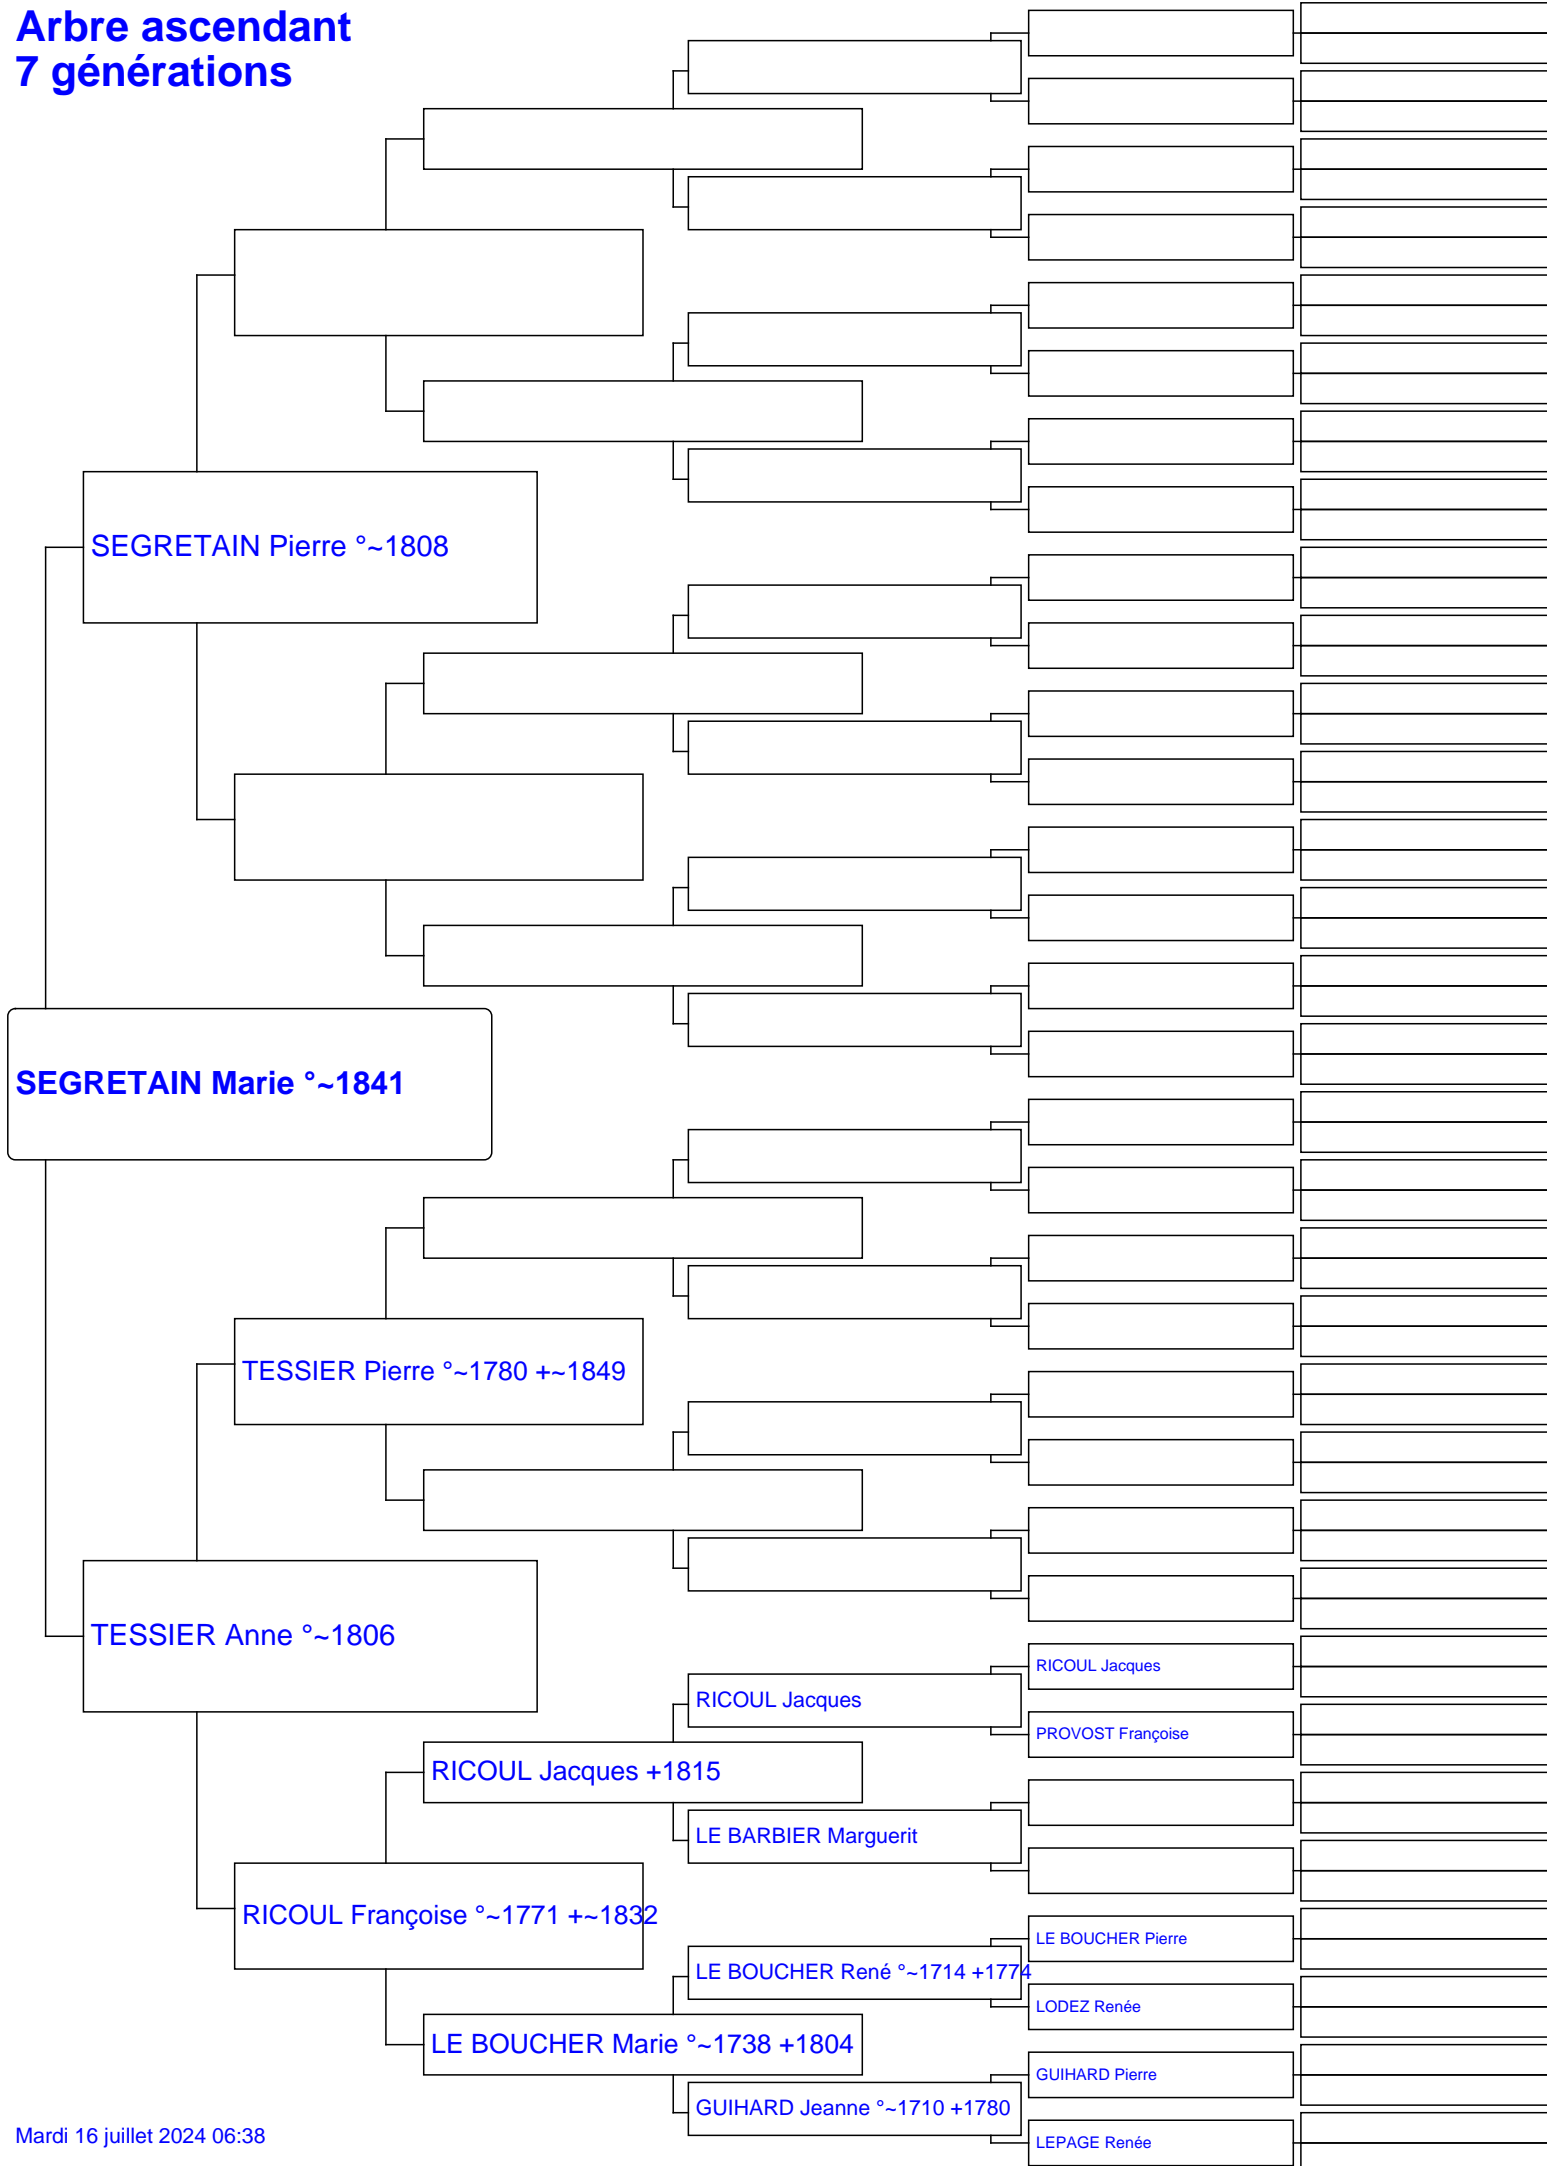 Arbre ascendant
7 générations
SEGRETAIN Pierre °~1808
SEGRETAIN Marie °~1841
TESSIER Pierre °~1780 +~1849
TESSIER Anne °~1806
RICOUL Jacques
RICOUL Jacques
PROVOST Françoise
RICOUL Jacques +1815
LE BARBIER Marguerit
RICOUL Françoise °~1771 +~1832
LE BOUCHER Pierre
LE BOUCHER René °~1714 +1774
LODEZ Renée
LE BOUCHER Marie °~1738 +1804
GUIHARD Pierre
GUIHARD Jeanne °~1710 +1780
LEPAGE Renée
Mardi 16 juillet 2024 06:38